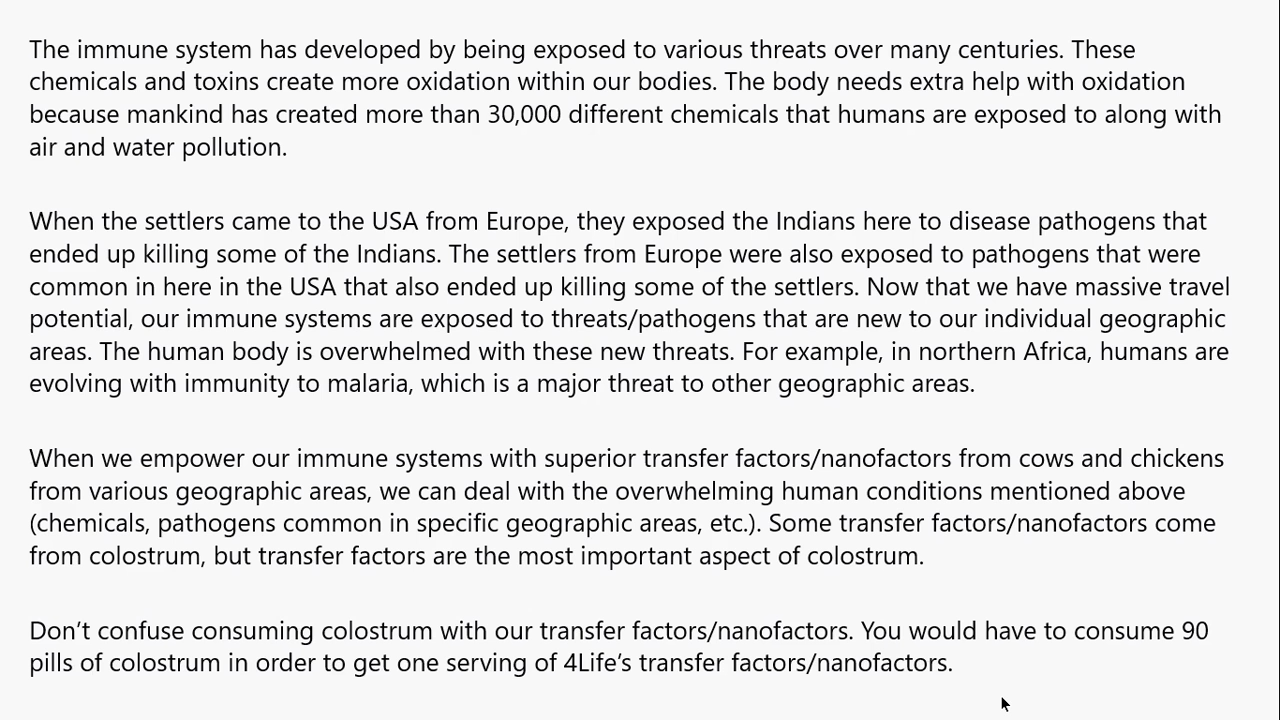 The immune system has developed by being exposed to various threats over many centuries. These
chemicals and toxins create more oxidation within our bodies. The body needs extra help with oxidation
because mankind has created more than 30,000 different chemicals that humans are exposed to along with
air and water pollution.
When the settlers came to the USA from Europe, they exposed the Indians here to disease pathogens that
ended up killing some of the Indians. The settlers from Europe were also exposed to pathogens that were
common in here in the USA that also ended up killing some of the settlers. Now that we have massive travel
potential, our immune systems are exposed to threats/pathogens that are new to our individual geographic
areas. The human body is overwhelmed with these new threats. For example, in northern Africa, humans are
evolving with immunity to malaria, which is a major threat to other geographic areas.
When we empower our immune systems with superior transfer factors/nanofactors from cows and chickens
from various geographic areas, we can deal with the overwhelming human conditions mentioned above
(chemicals, pathogens common in specific geographic areas, etc.). Some transfer factors/nanofactors come
from colostrum, but transfer factors are the most important aspect of colostrum.
Don’t confuse consuming colostrum with our transfer factors/nanofactors. You would have to consume 90
pills of colostrum in order to get one serving of 4Life’s transfer factors/nanofactors.